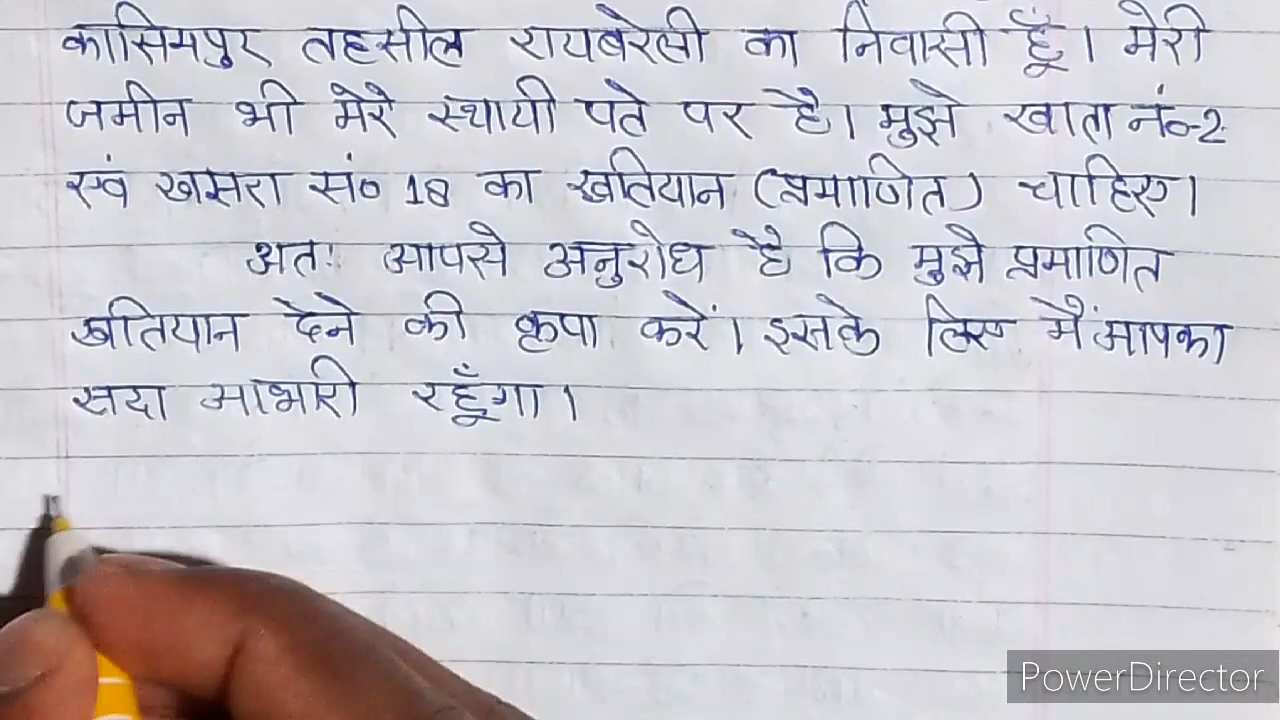 कासिमपुर तहसील रायबरेली का निवासी हूँ। मेरी
जमीन भी मेरे स्थायी पते पर है। मुझे खाता नं०-2
एवं खसरा सं० 18 का खतियान (प्रमाणित) चाहिए।
अतः आपसे अनुरोध है कि मुझे प्रमाणित
खतियान देने की कृपा करें। इसके लिए मैं आपका
सदा आभारी रहूँगा।
PowerDirector